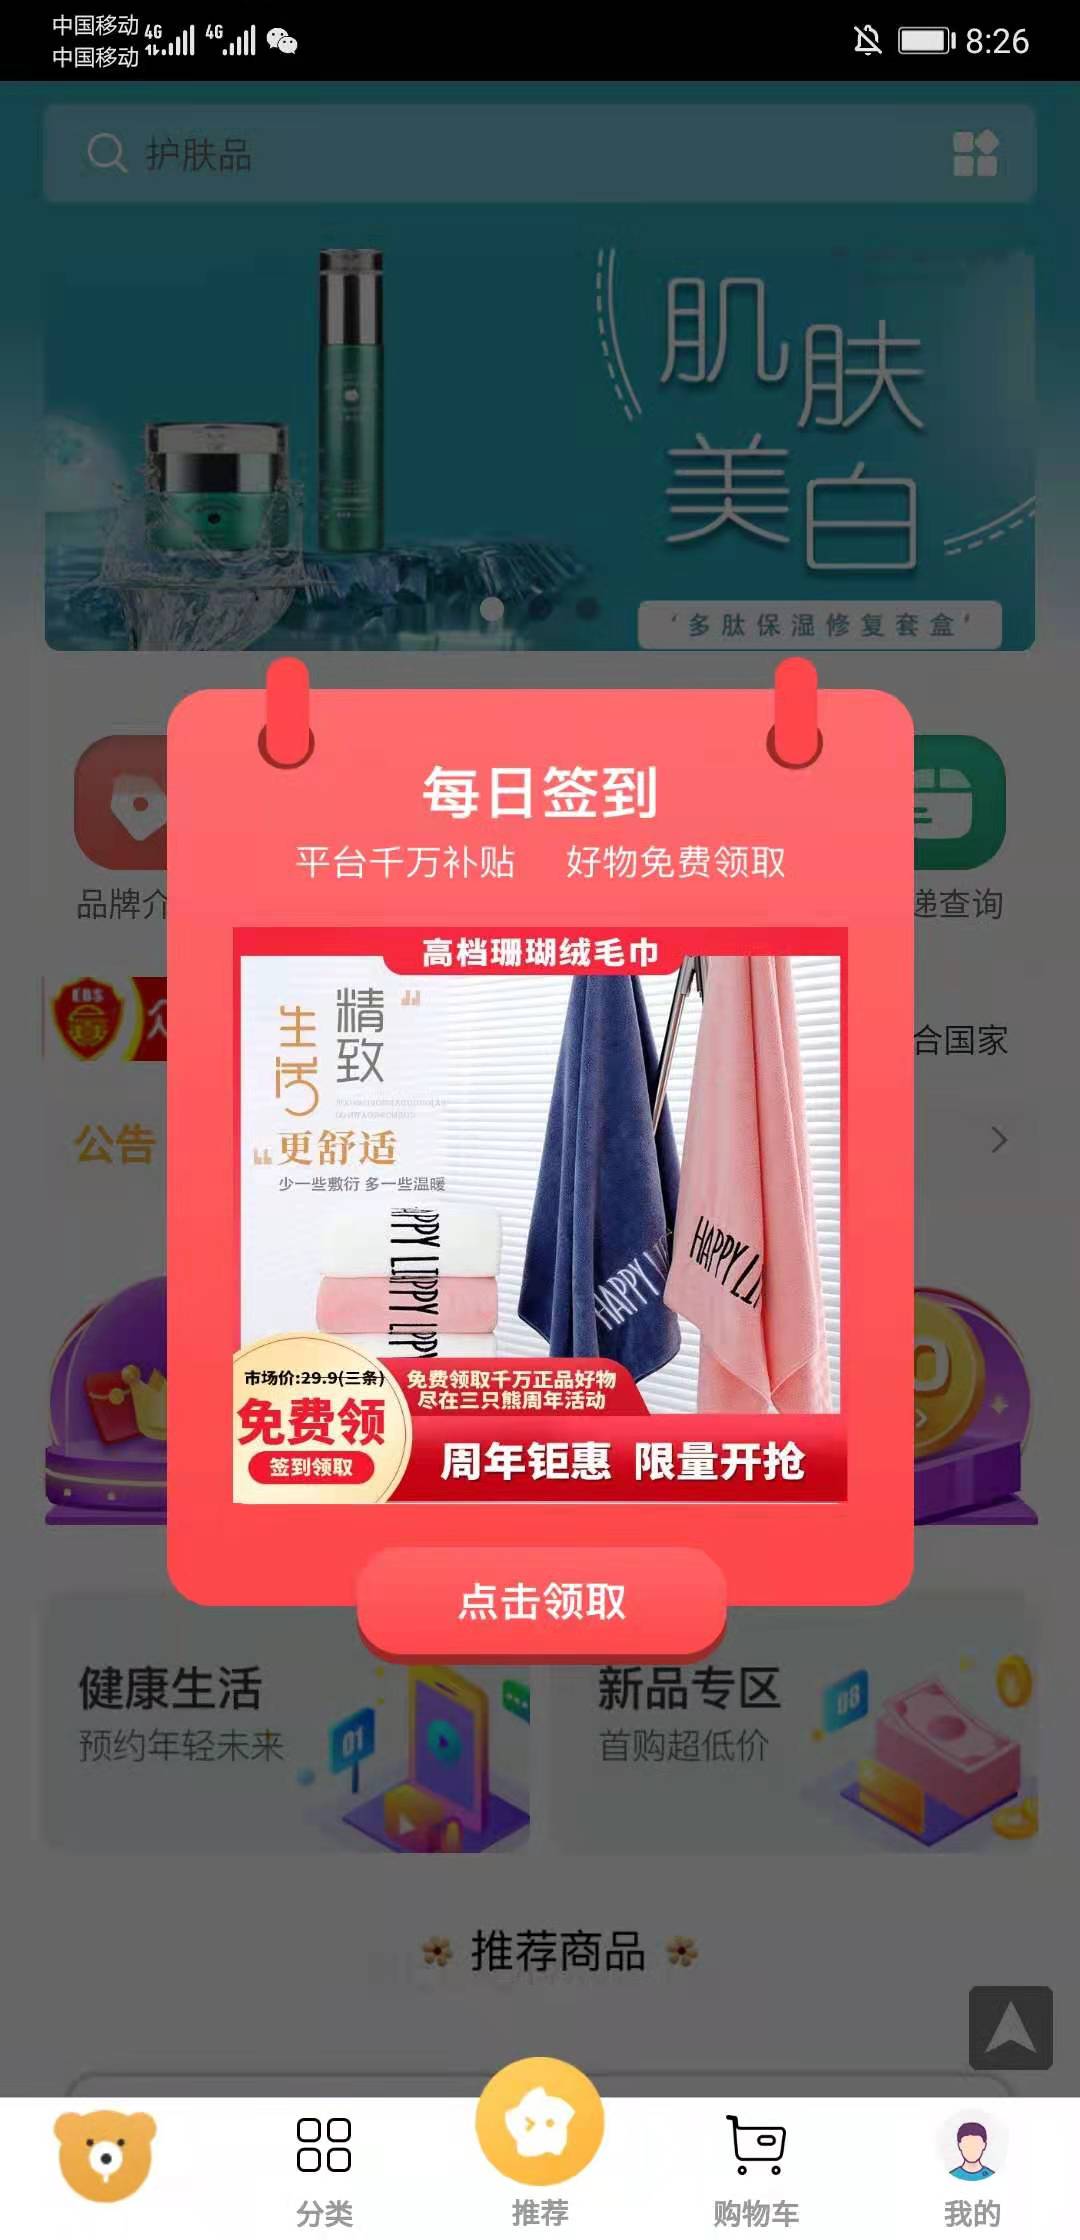 中国移动 4G 4G
中国移动
8:26
护肤品
肌肤
美白
‘多肽保湿修复套盒’
每日签到
平台千万补贴 好物免费领取
品牌介
递查询
高档珊瑚绒毛巾
精致
生活
更舒适
少一些敷衍 多一些温暖
EBS
合国家
公告
HAPPY LI
HAPPY LI
APPY LI
PPY LI
PPY
市场价:29.9(三条)
免费领
签到领取
免费领取千万正品好物
尽在三只熊周年活动
周年钜惠 限量开抢
点击领取
健康生活
预约年轻未来
01
新品专区
首购超低价
08
推荐商品
分类
推荐
购物车
我的